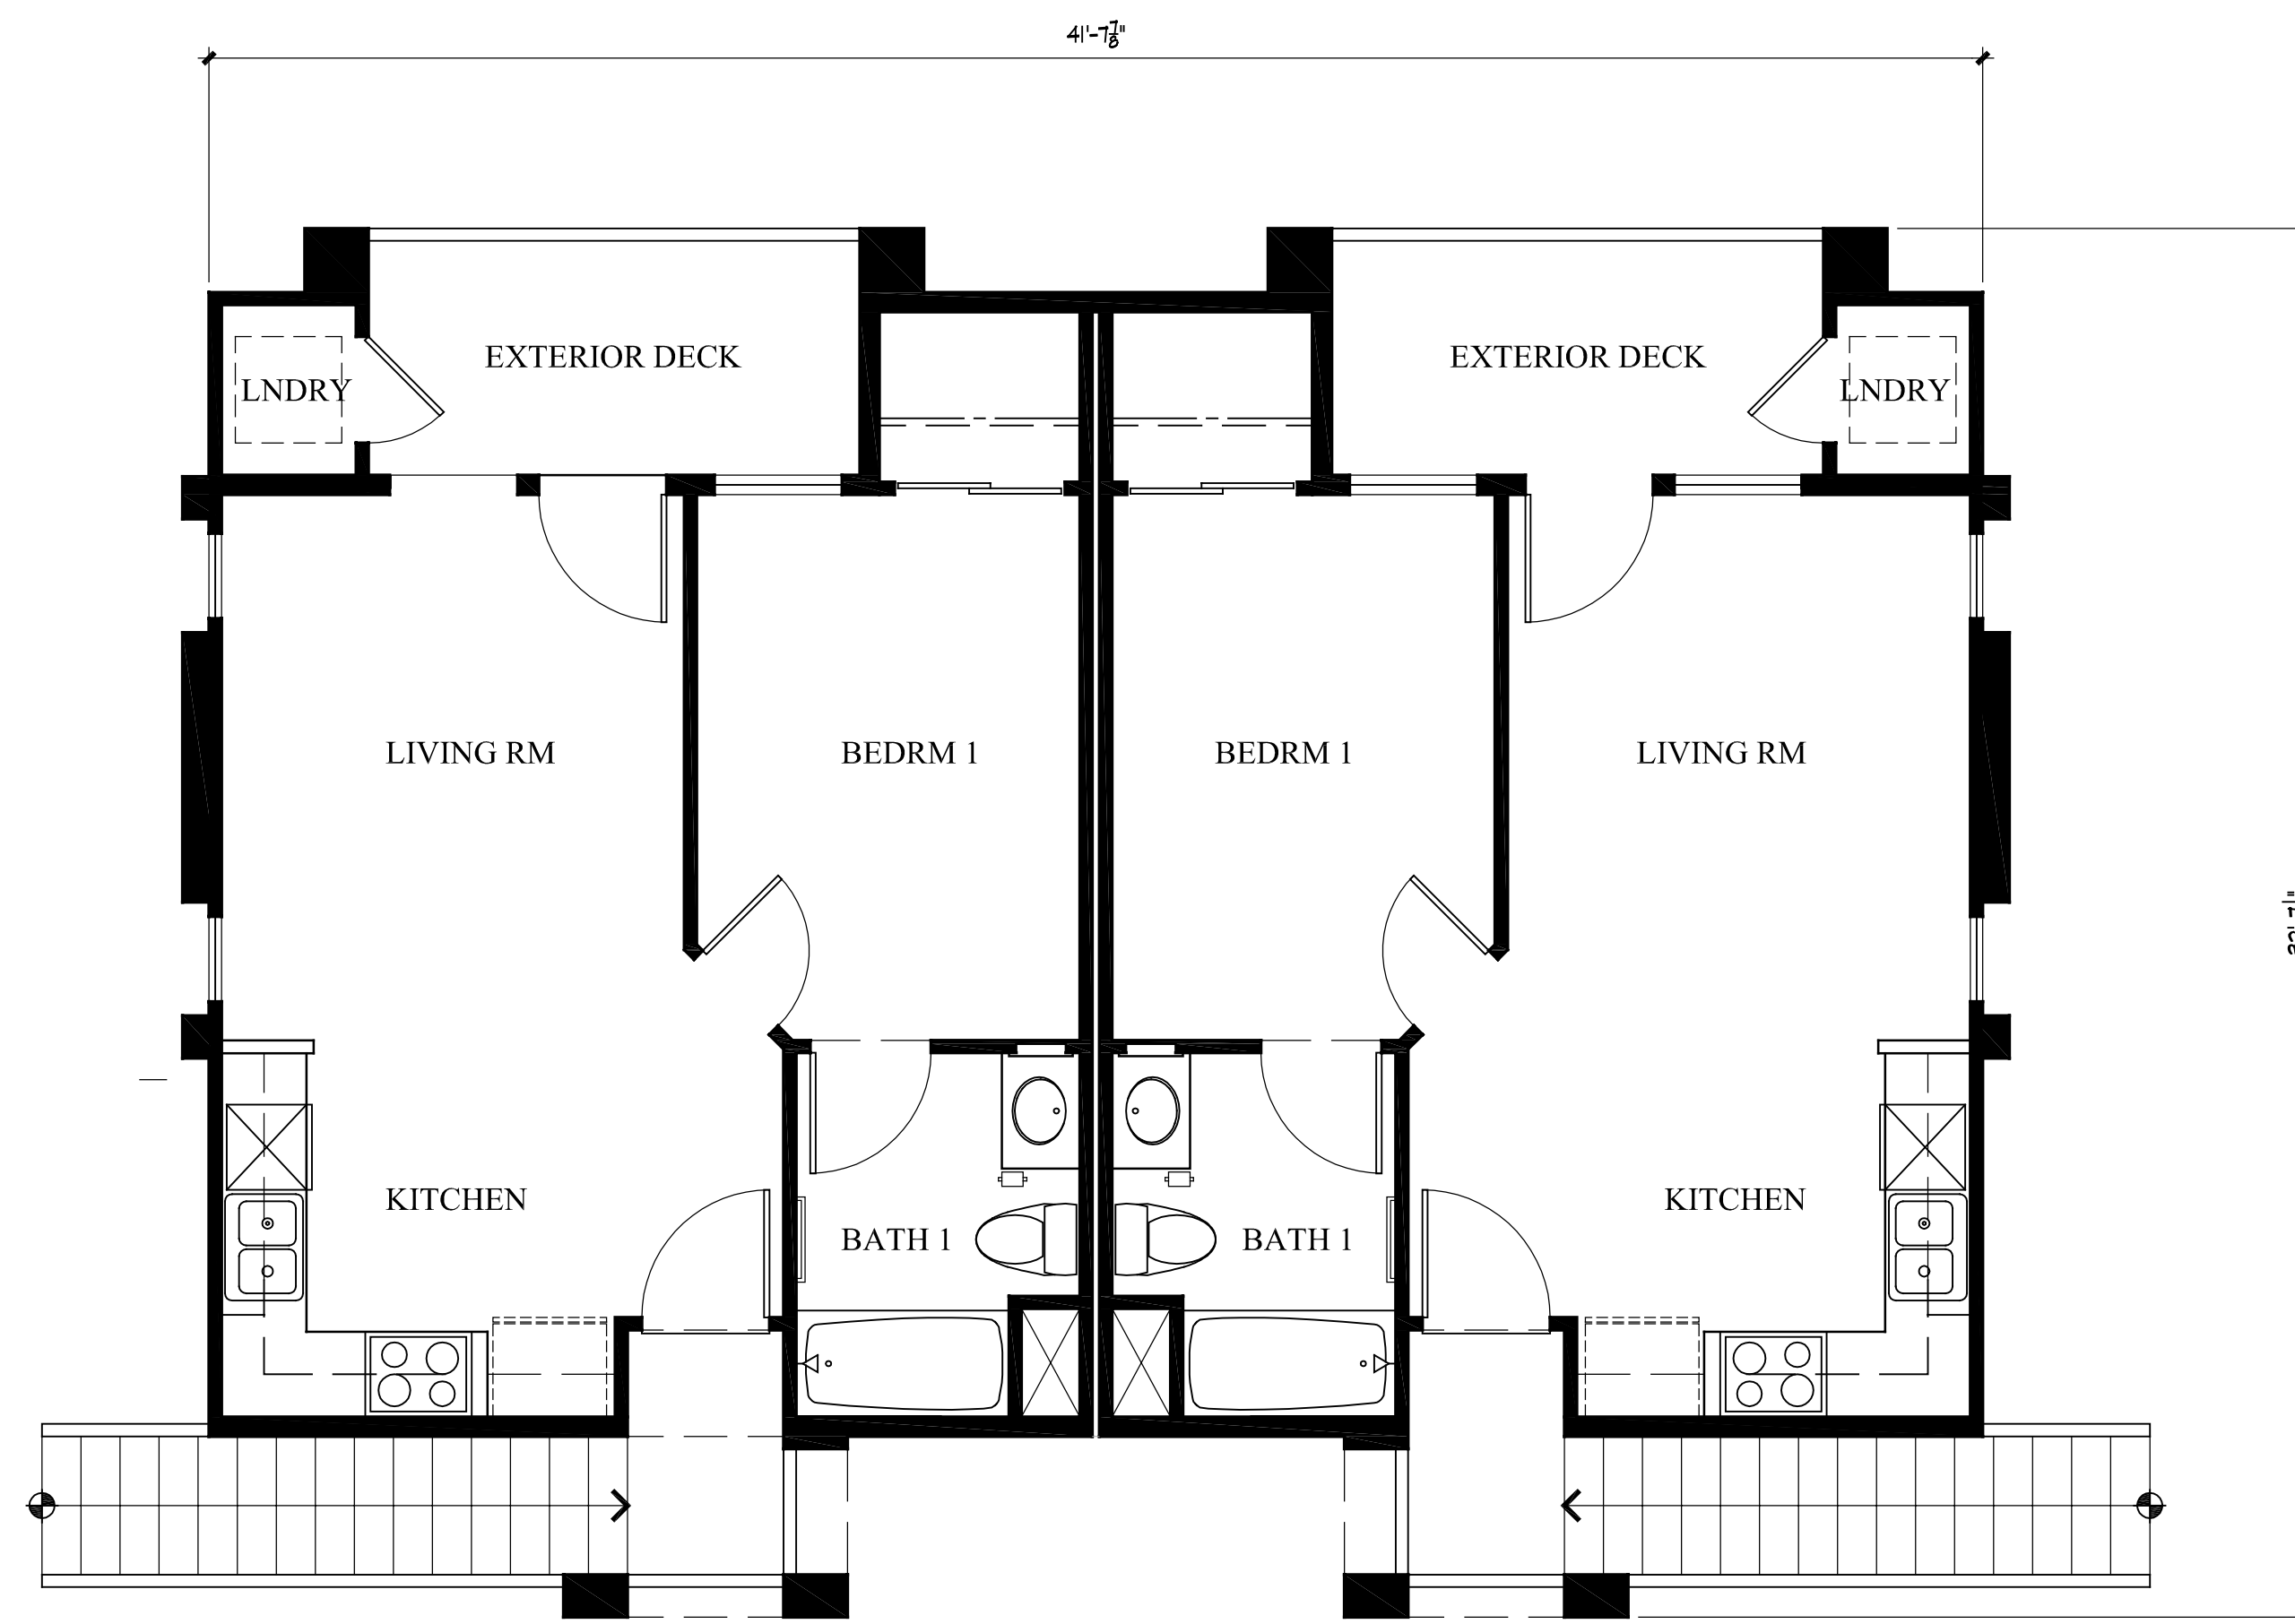 41'-7⅞"
EXTERIOR DECK
EXTERIOR DECK
LNDRY
LNDRY
LIVING RM
BEDRM 1
BEDRM 1
LIVING RM
KITCHEN
KITCHEN
BATH 1
BATH 1